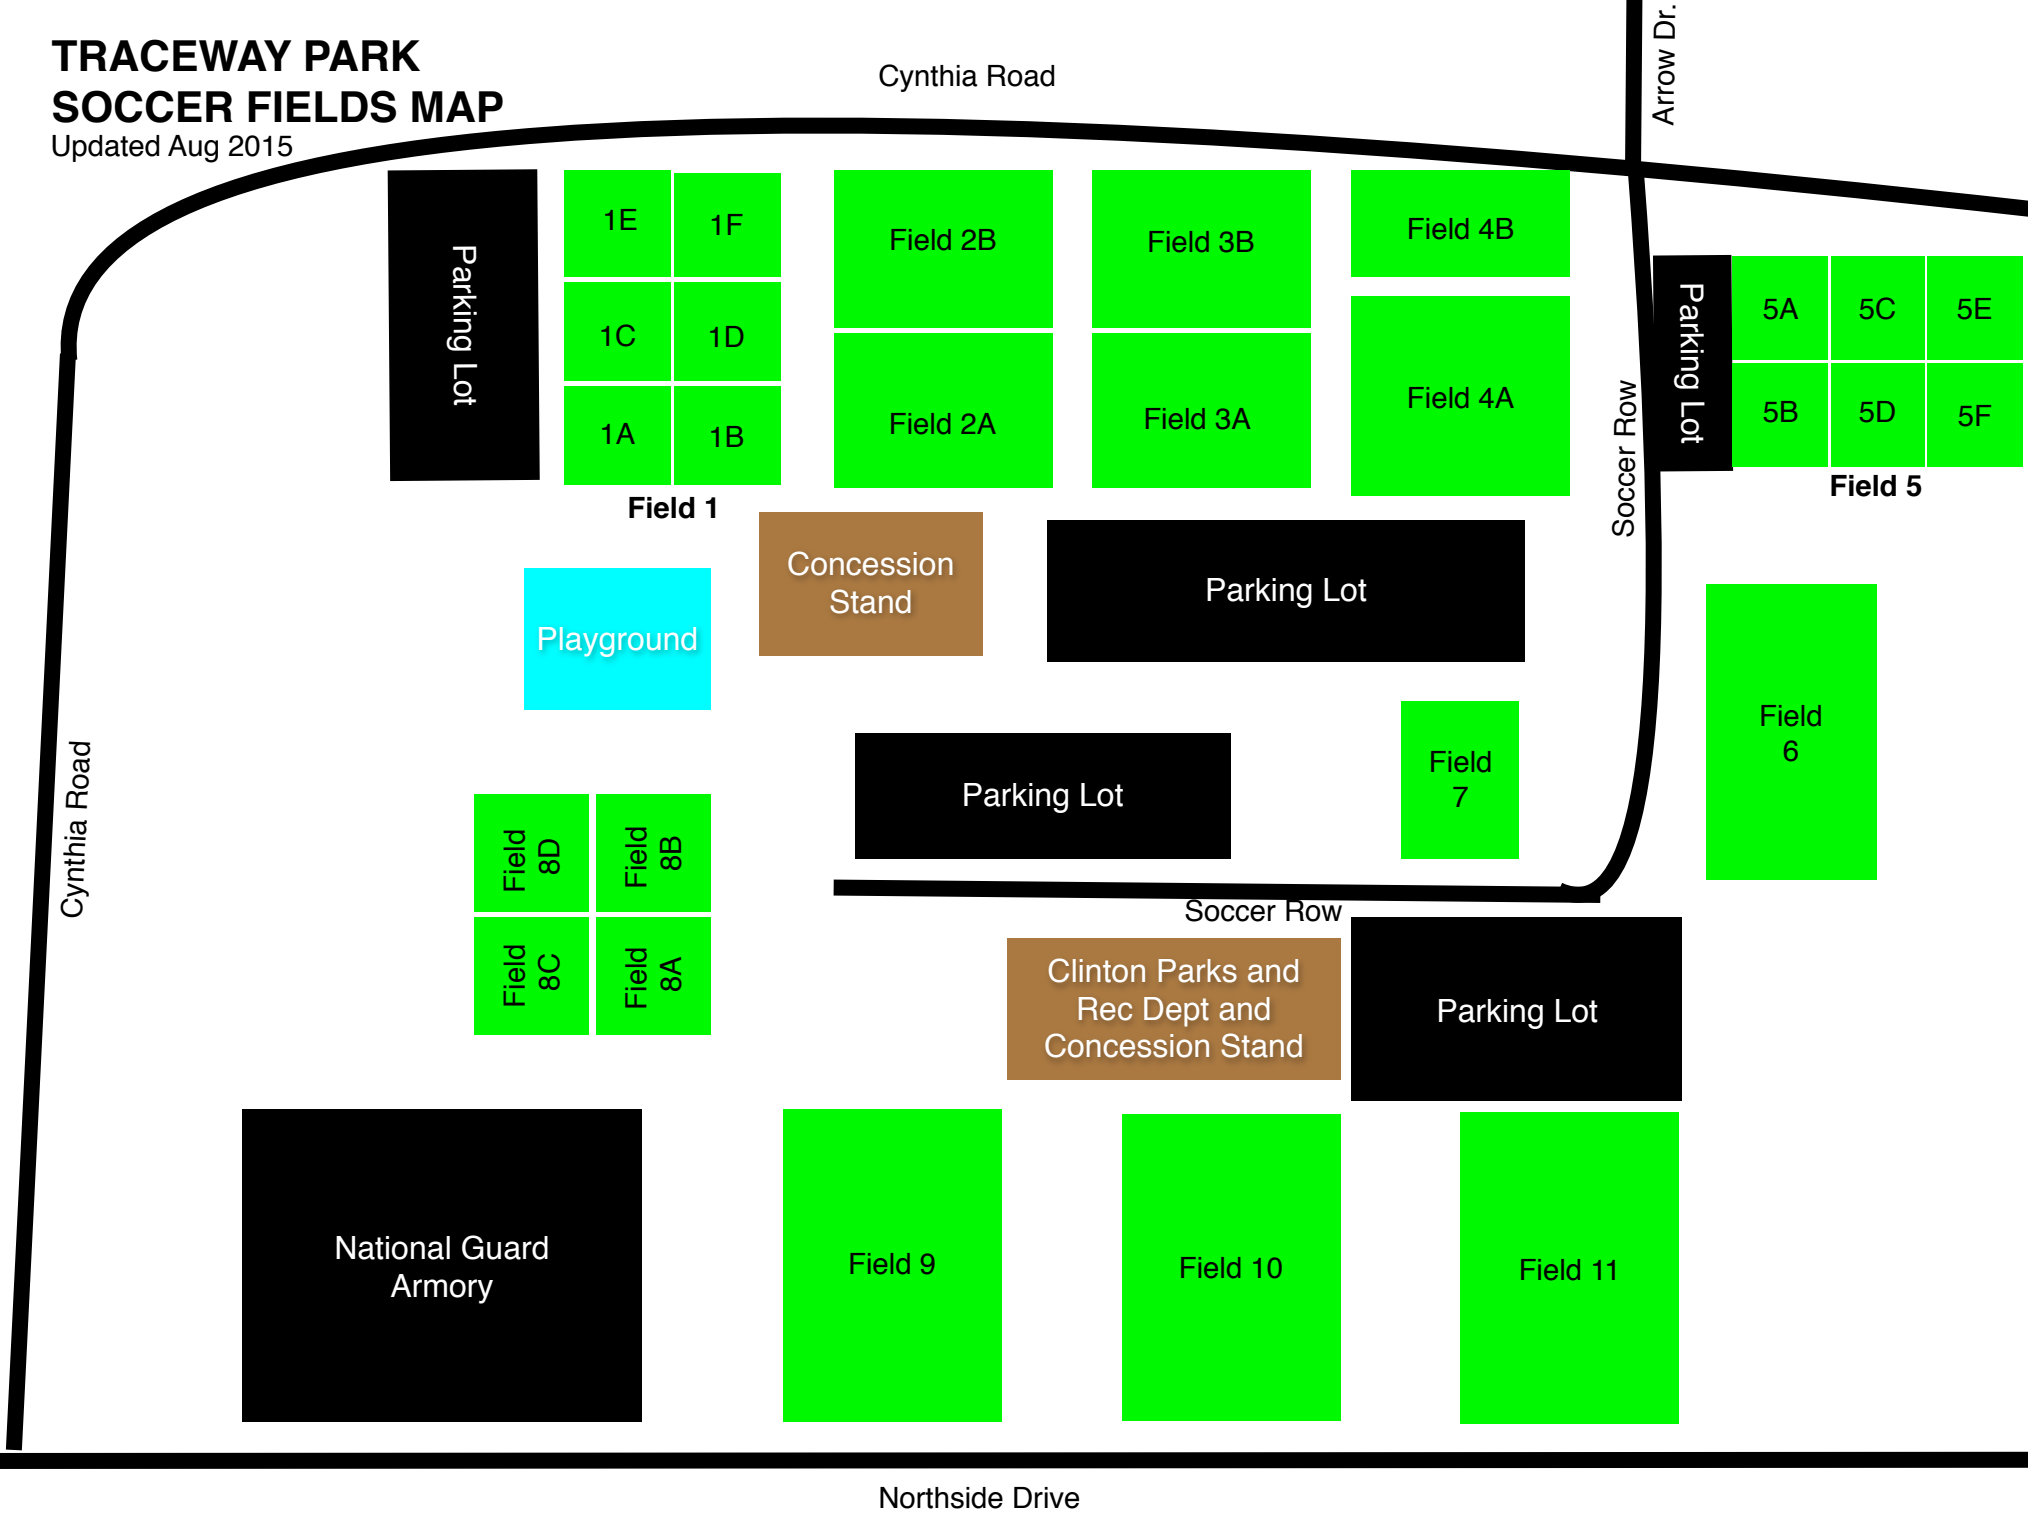 TRACEWAY PARK
SOCCER FIELDS MAP
Updated Aug 2015
Cynthia Road
Arrow Dr.
Parking Lot
1E
1F
1C
1D
1A
1B
Field 1
Field 2B
Field 2A
Field 3B
Field 3A
Field 4B
Field 4A
Soccer Row
Parking Lot
5A
5C
5E
5B
5D
5F
Field 5
Concession
Stand
Parking Lot
Playground
Field
6
Field
7
Parking Lot
Cynthia Road
Field
8D
Field
8B
Field
8C
Field
8A
Soccer Row
Clinton Parks and
Rec Dept and
Concession Stand
Parking Lot
National Guard
Armory
Field 9
Field 10
Field 11
Northside Drive